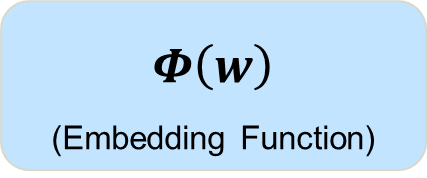 Φ(w)
(Embedding Function)